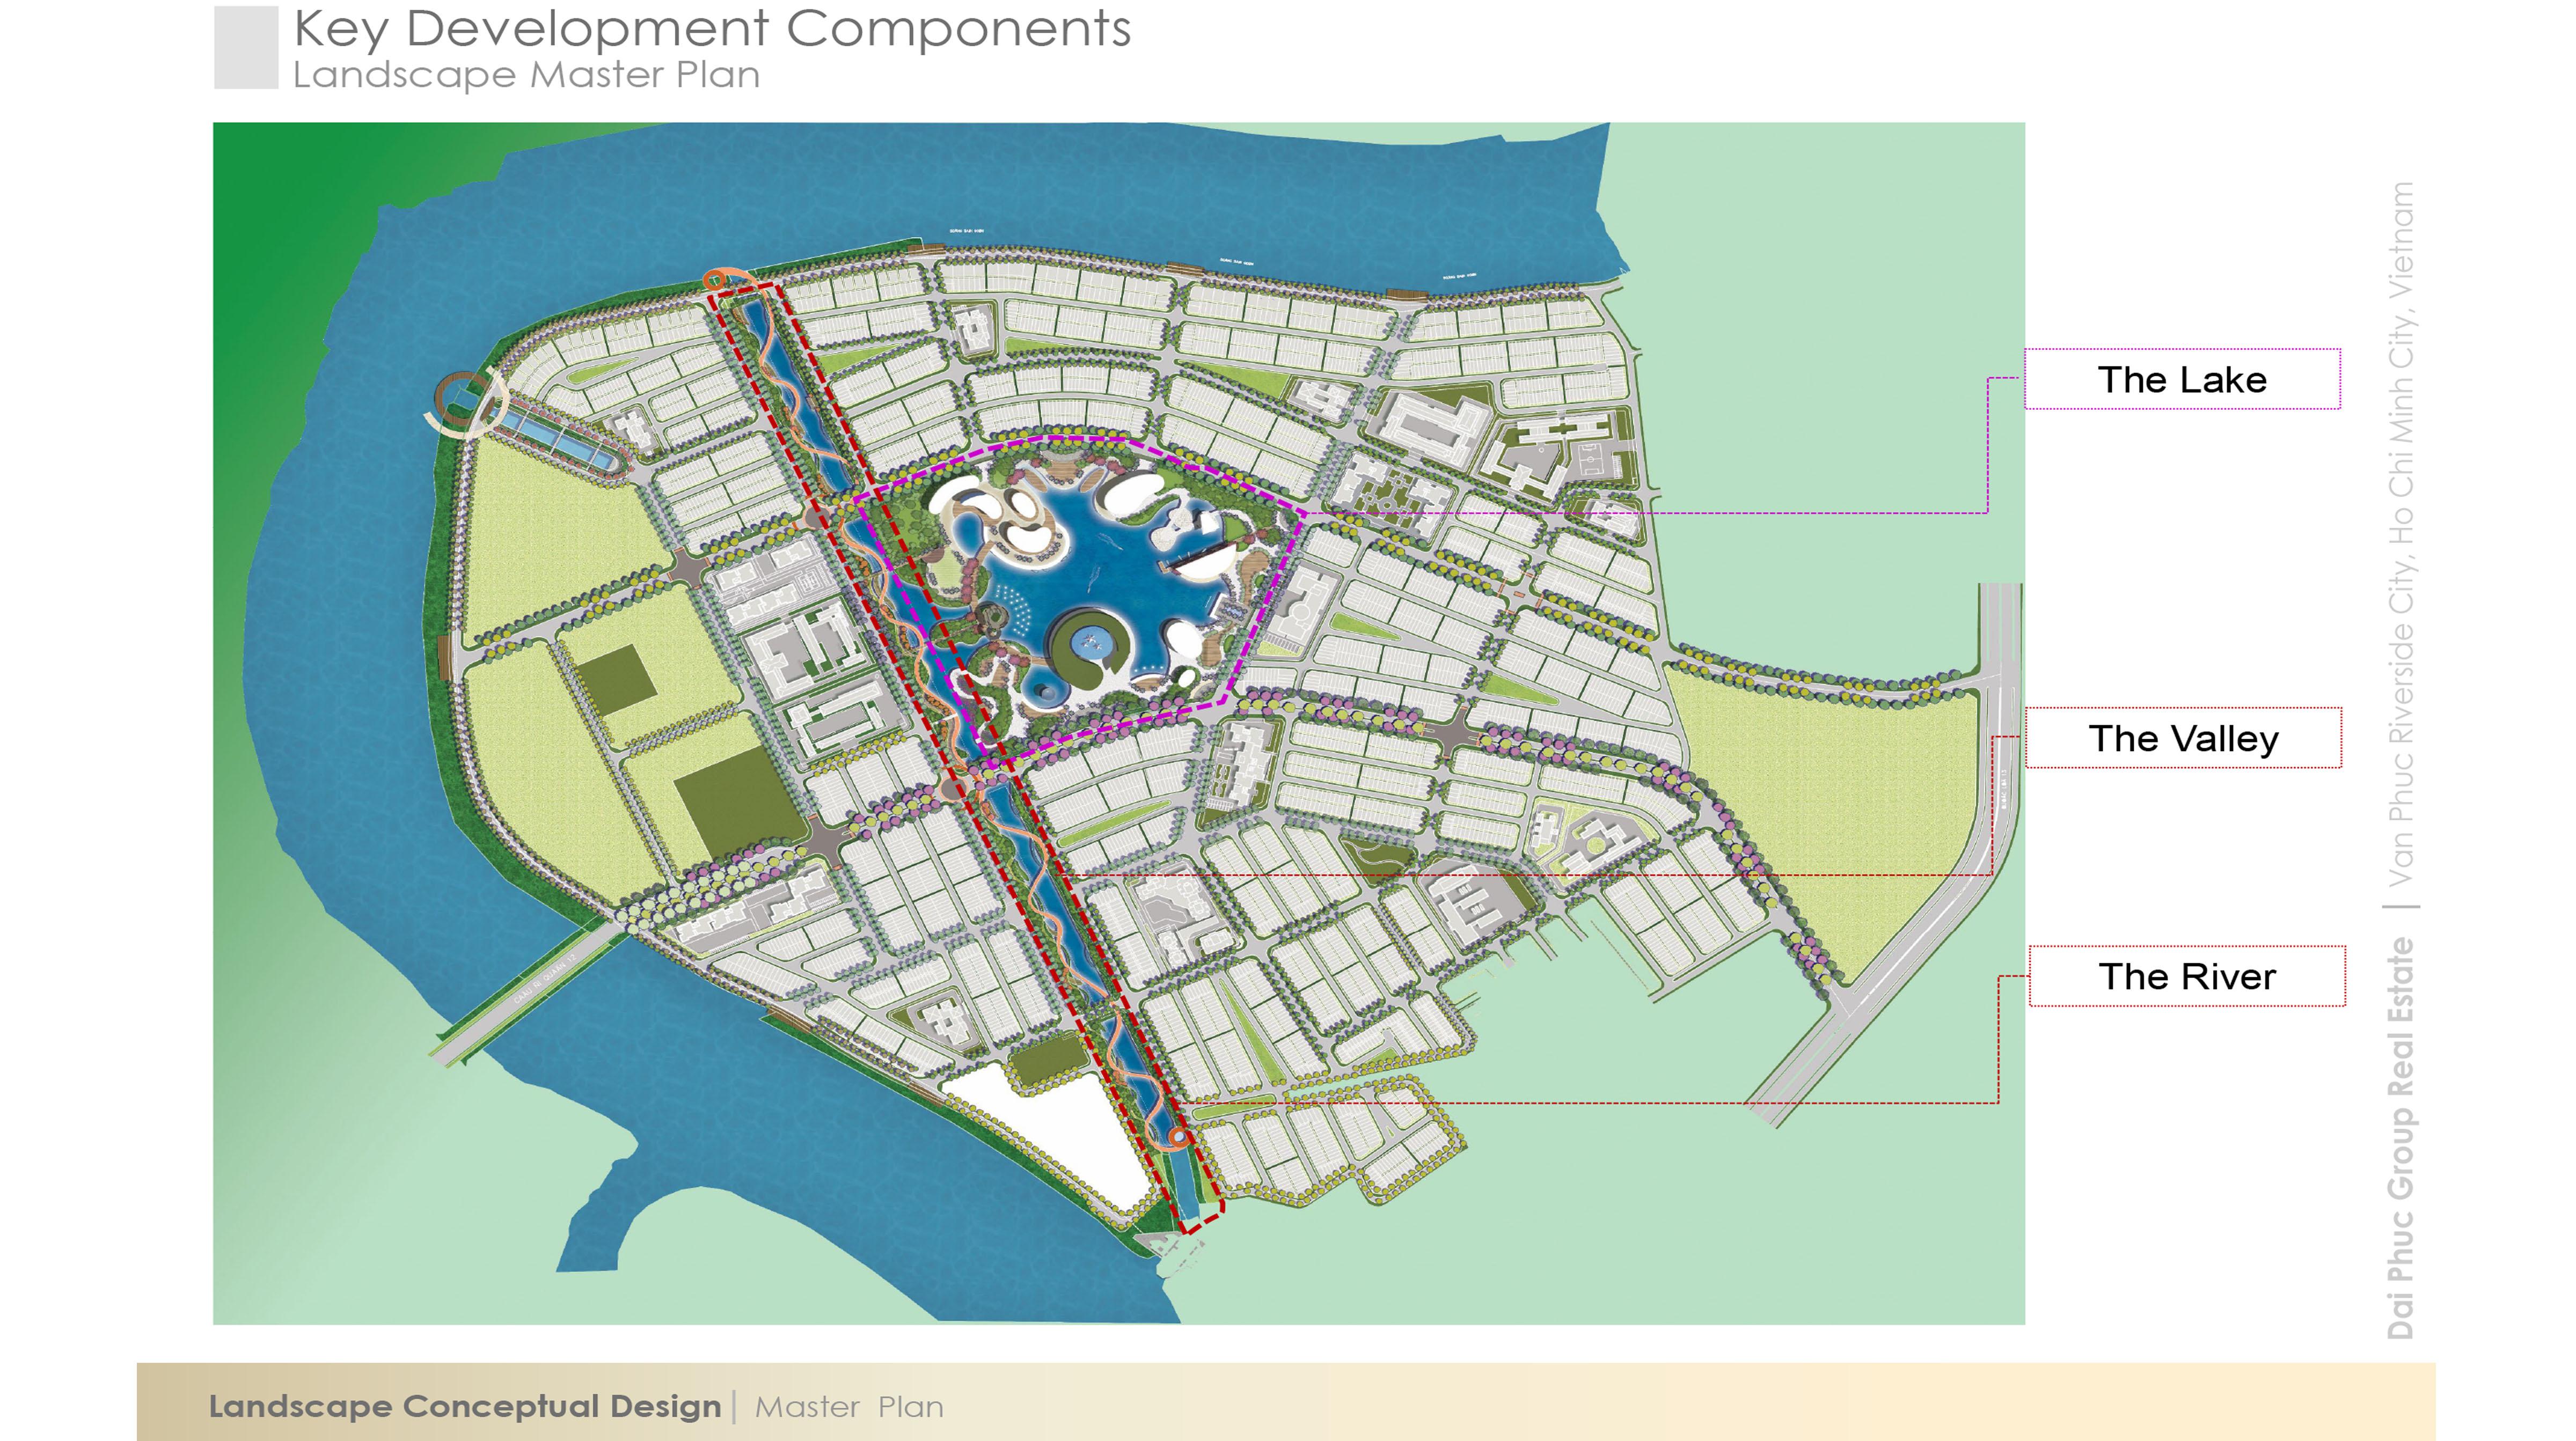 Key Development Components
Landscape Master Plan
The Lake
The Valley
The River
Dai Phuc Group Real Estate | Van Phuc Riverside City, Ho Chi Minh City, Vietnam
Landscape Conceptual Design | Master Plan